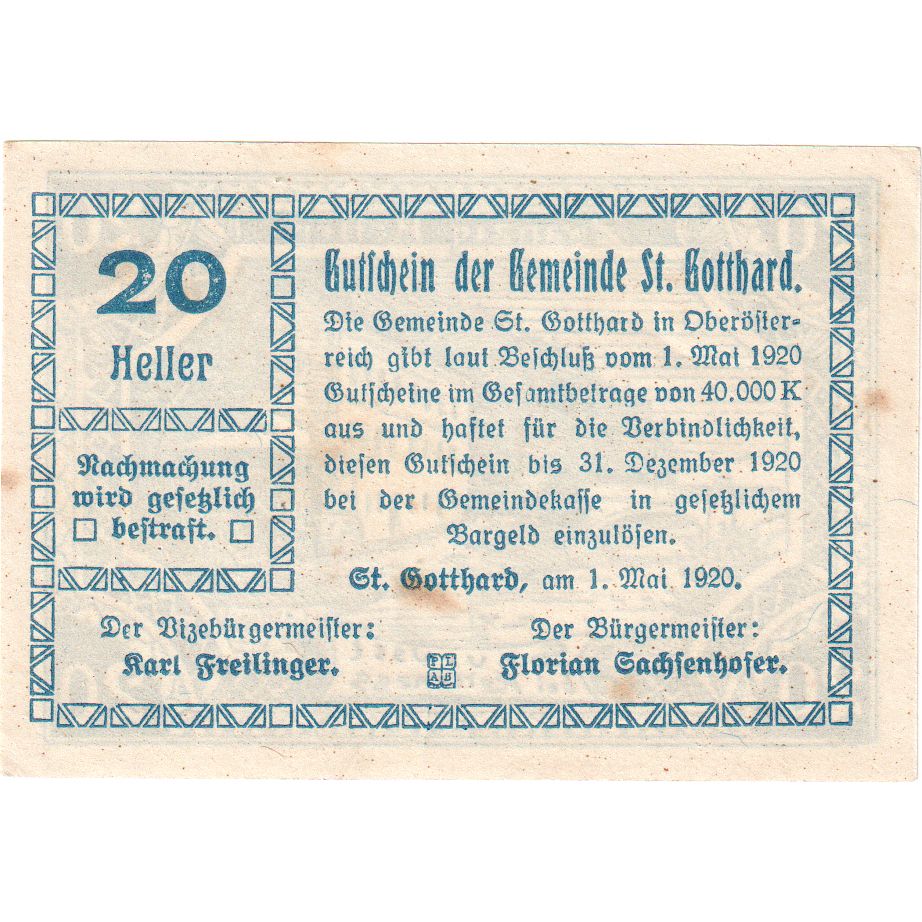 20
Heller
Nachmachung
wird gesetzlich
bestraft.
Gutschein der Gemeinde St. Gotthard.
Die Gemeinde St. Gotthard in Oberöster-
reich gibt laut Beschluß vom 1. Mai 1920
Gutscheine im Gesamtbetrage von 40.000 K
aus und haftet für die Verbindlichkeit,
diesen Gutschein bis 31. Dezember 1920
bei der Gemeindekasse in gesetzlichem
Bargeld einzulösen.
St. Gotthard, am 1. Mai 1920.
Der Vizebürgermeister:
Karl Freilinger.
Der Bürgermeister:
Florian Sachsenhofer.